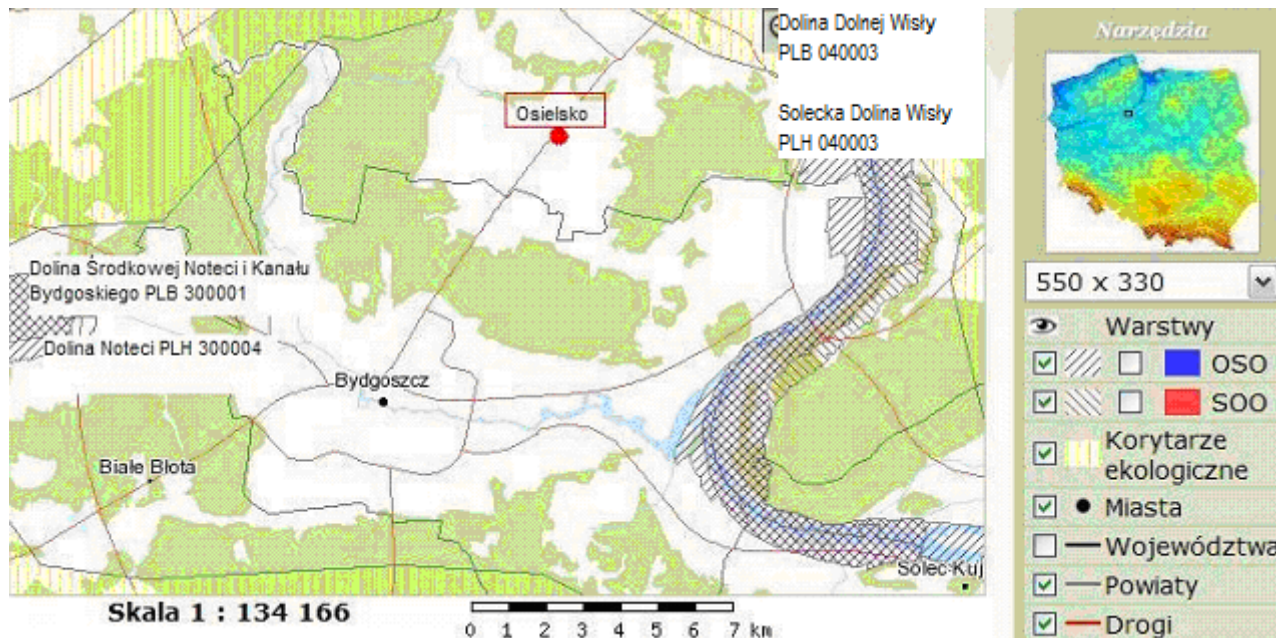 Dolina Dolnej Wisły
PLB 040003
Solecka Dolina Wisły
PLH 040003
Osielsko
Dolina Środkowej Noteci i Kanału
Bydgoskiego PLB 300001
Dolina Noteci PLH 300004
Bydgoszcz
Białe Błota
Solec Kuj
Skala 1 : 134 166
0 1 2 3 4 5 6 7 km
Narzędzia
550 x 330
Warstwy
OSO
SOO
Korytarze
ekologiczne
Miasta
Województwa
Powiaty
Drogi